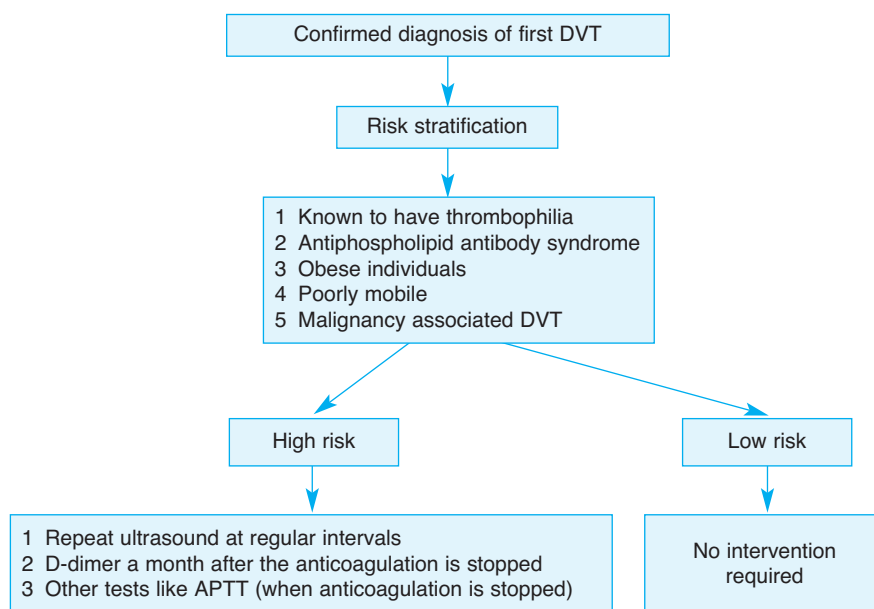 Confirmed diagnosis of first DVT
Risk stratification
1 Known to have thrombophilia
2 Antiphospholipid antibody syndrome
3 Obese individuals
4 Poorly mobile
5 Malignancy associated DVT
High risk
Low risk
1 Repeat ultrasound at regular intervals
2 D-dimer a month after the anticoagulation is stopped
3 Other tests like APTT (when anticoagulation is stopped)
No intervention
required